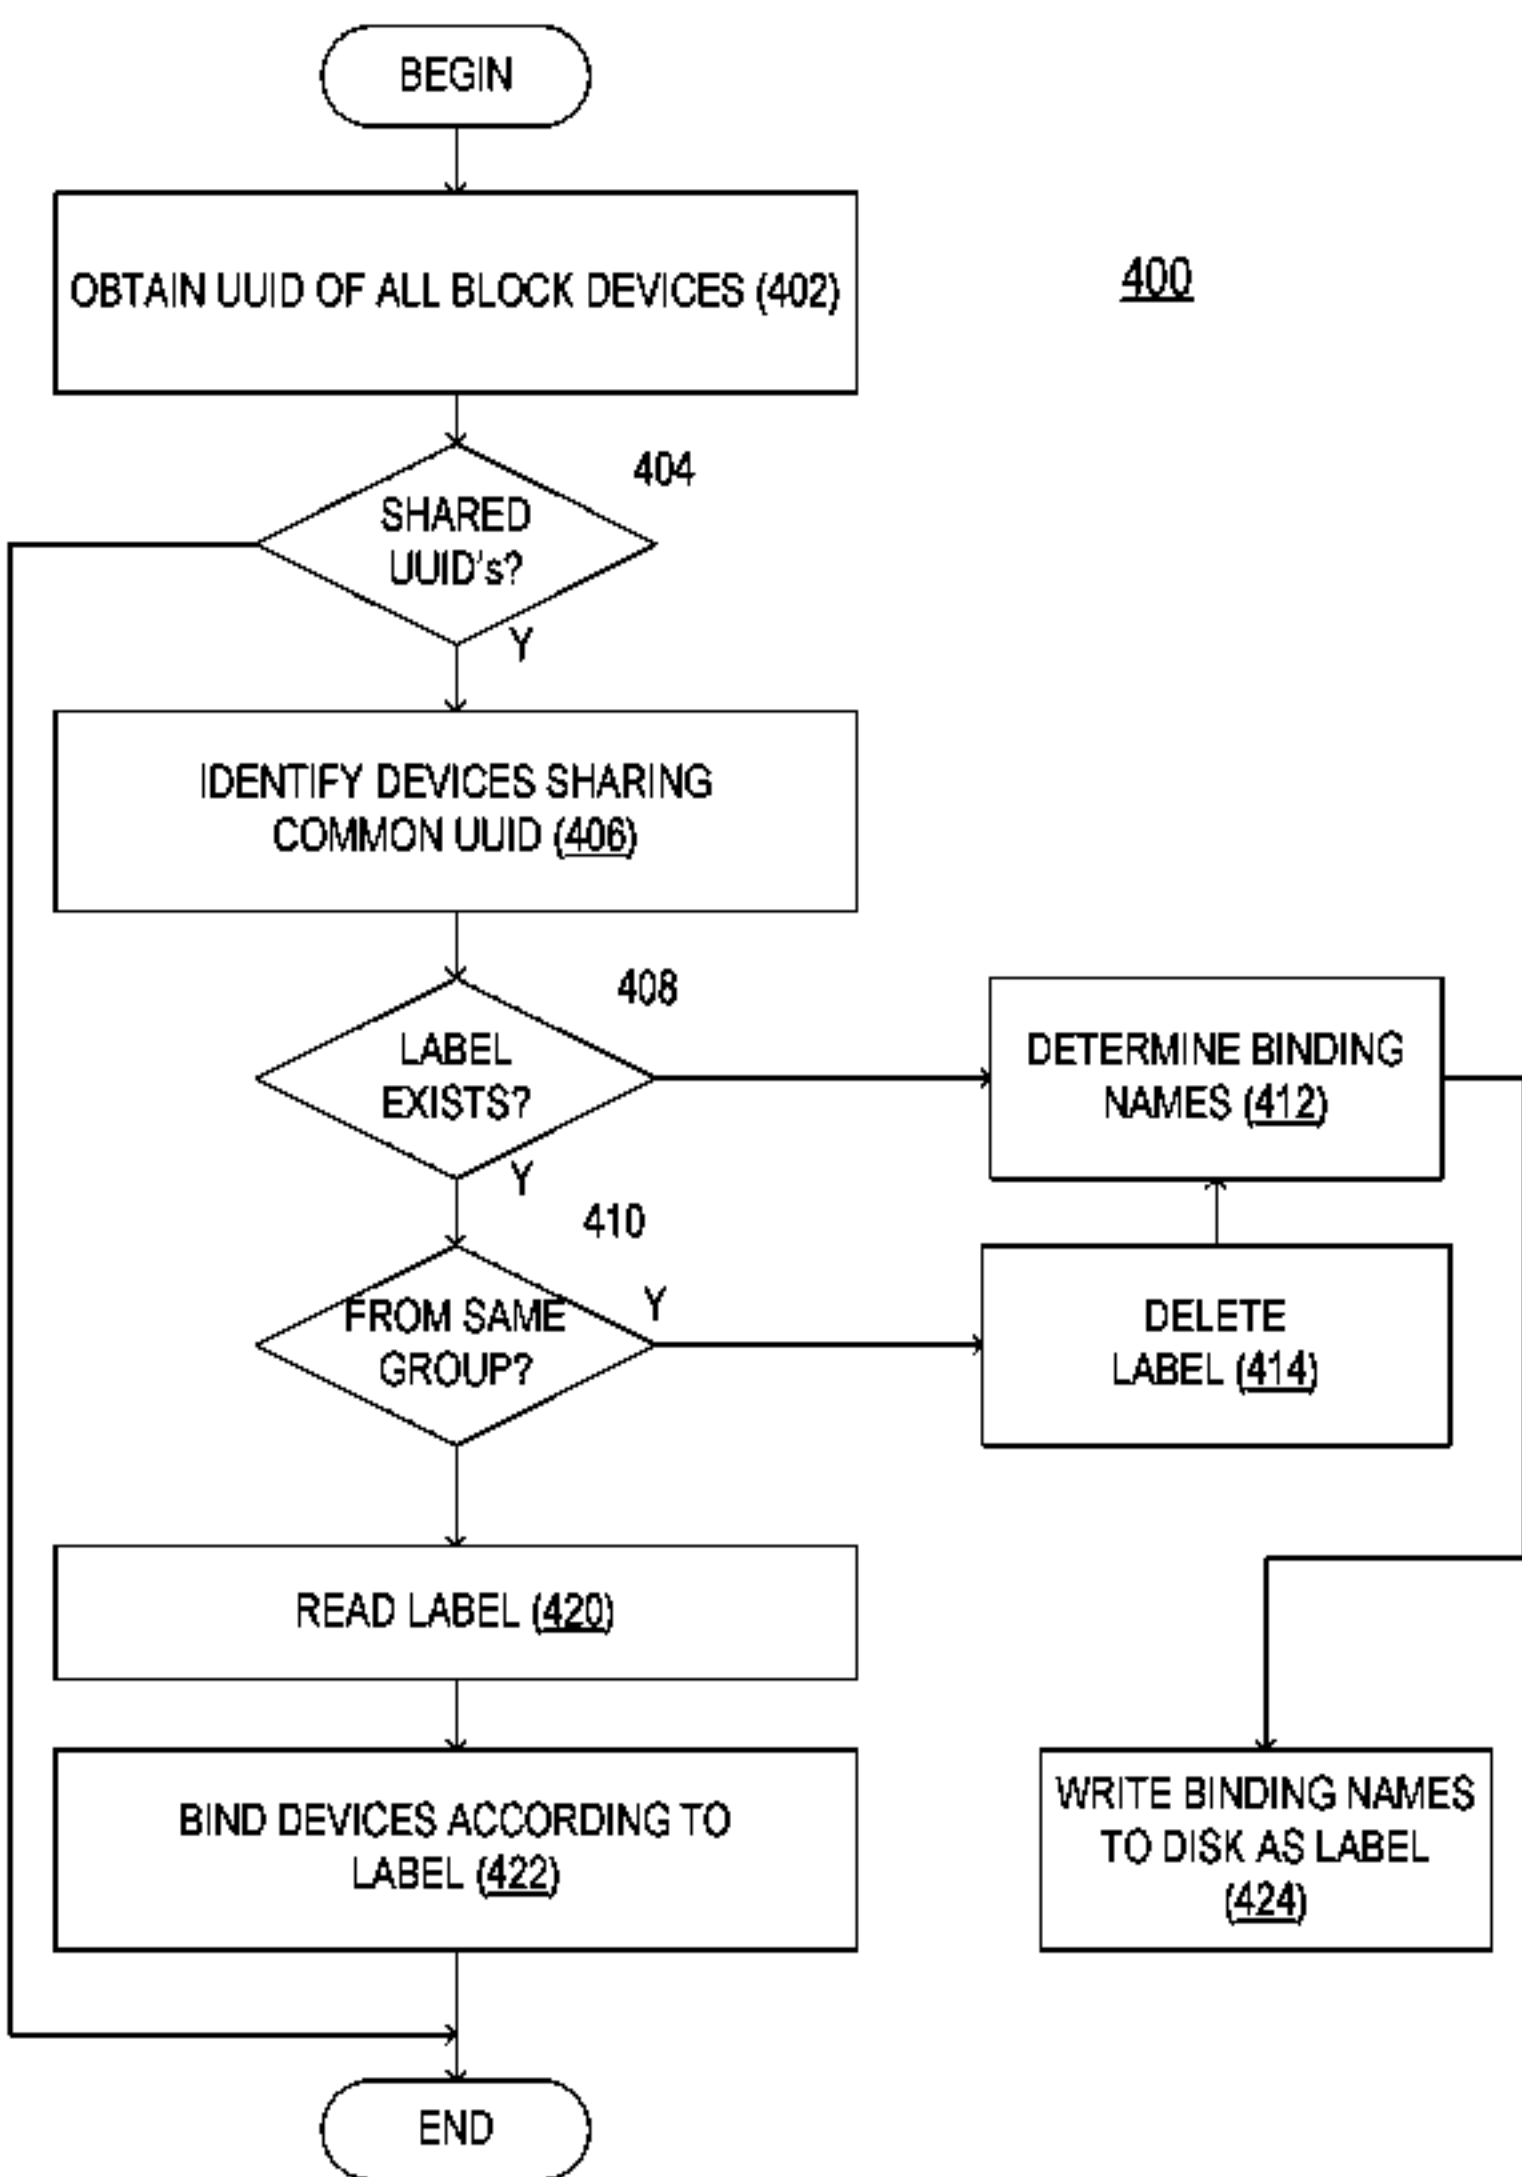 BEGIN
OBTAIN UUID OF ALL BLOCK DEVICES (402)
400
404
SHARED
UUID's?
Y
IDENTIFY DEVICES SHARING
COMMON UUID (406)
408
LABEL
EXISTS?
Y
DETERMINE BINDING
NAMES (412)
410
FROM SAME
GROUP?
Y
DELETE
LABEL (414)
READ LABEL (420)
BIND DEVICES ACCORDING TO
LABEL (422)
WRITE BINDING NAMES
TO DISK AS LABEL
(424)
END